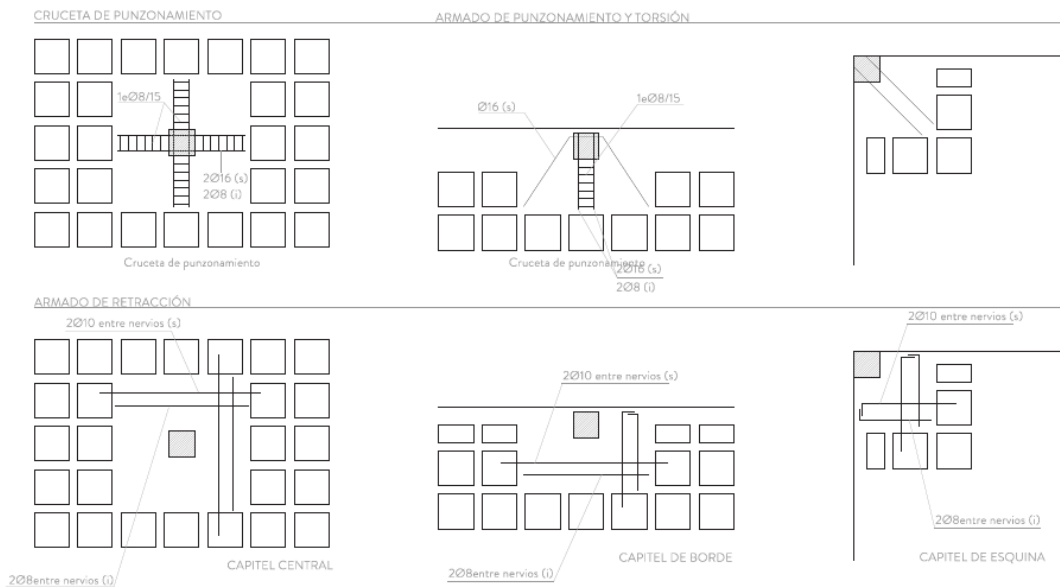 CRUCETA DE PUNZONAMIENTO
ARMADO DE PUNZONAMIENTO Y TORSIÓN
1eØ8/15
2Ø16 (s)
2Ø8 (i)
Cruceta de punzonamiento
Ø16 (s)
1eØ8/15
Cruceta de punzonamiento
2Ø16 (s)
2Ø8 (i)
ARMADO DE RETRACCIÓN
2Ø10 entre nervios (s)
2Ø8entre nervios (i)
CAPITEL CENTRAL
2Ø10 entre nervios (s)
2Ø8entre nervios (i)
CAPITEL DE BORDE
2Ø10 entre nervios (s)
2Ø8entre nervios (i)
CAPITEL DE ESQUINA